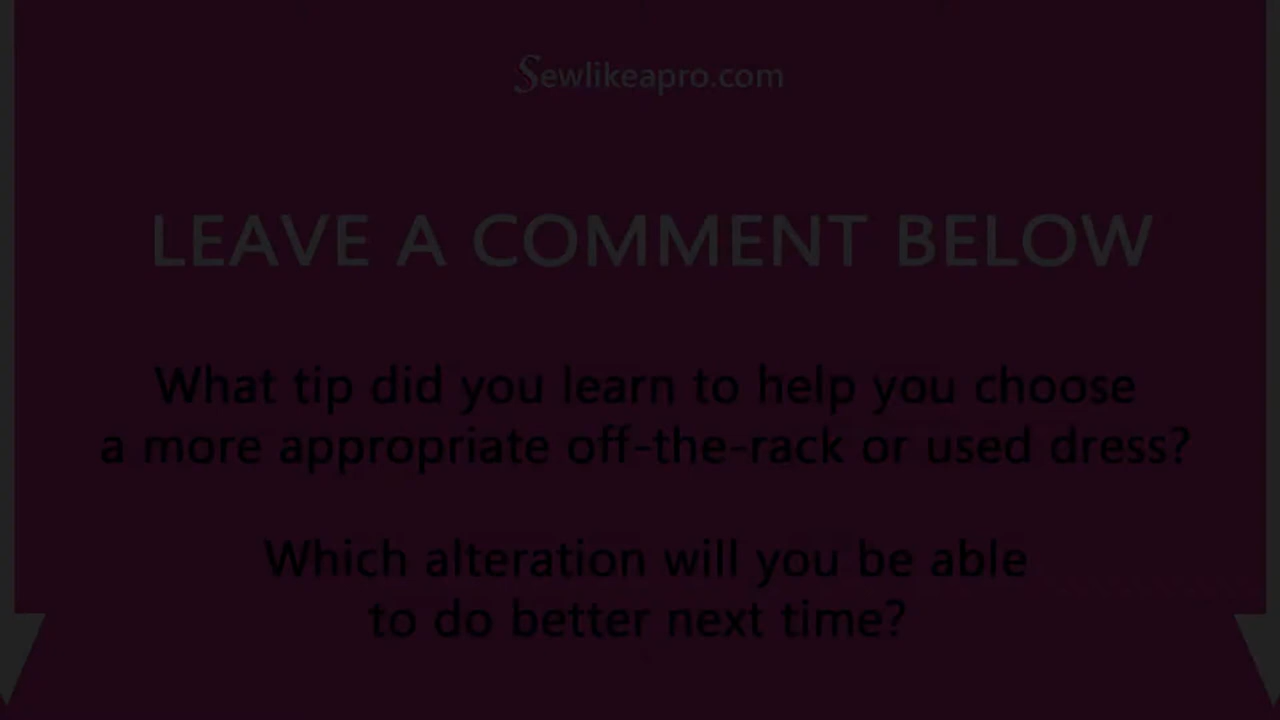 Sewlikeapro.com
LEAVE A COMMENT BELOW
What tip did you learn to help you choose
a more appropriate off-the-rack or used dress?
Which alteration will you be able
to do better next time?